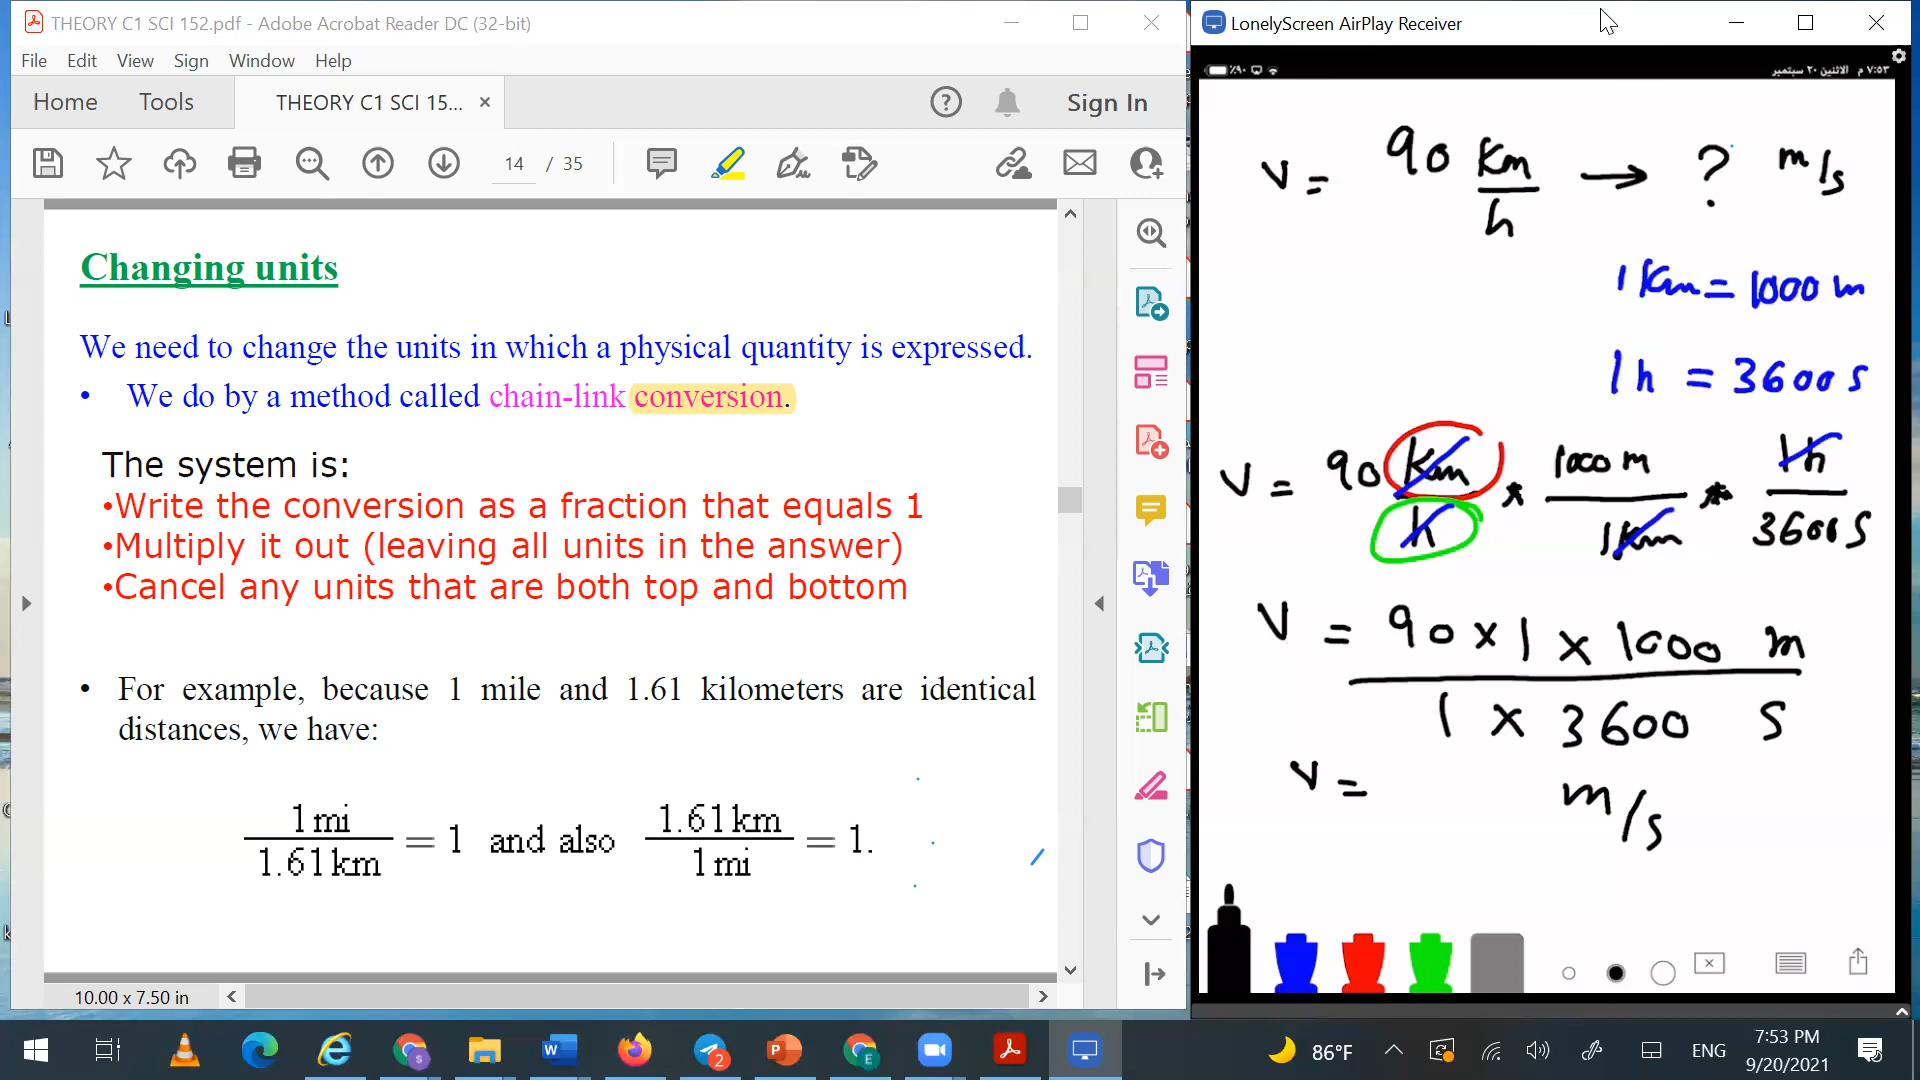 THEORY C1 SCI 152.pdf - Adobe Acrobat Reader DC (32-bit)
File Edit View Sign Window Help
Home Tools THEORY C1 SCI 15... × Sign In
14 / 35
Changing units
We need to change the units in which a physical quantity is expressed.
• We do by a method called chain-link conversion.
The system is:
•Write the conversion as a fraction that equals 1
•Multiply it out (leaving all units in the answer)
•Cancel any units that are both top and bottom
• For example, because 1 mile and 1.61 kilometers are identical
distances, we have:
1 mi / 1.61 km = 1 and also 1.61 km / 1 mi = 1.
10.00 x 7.50 in
LonelyScreen AirPlay Receiver
٪٩٠ ٧:٥٣ م الاثنين ٢٠ سبتمبر
v = 90 km/h → ? m/s
1 km = 1000 m
1 h = 3600 s
v = 90 km/h * 1000 m/1 km * 1h/3600 s
v = 90 x 1 x 1000 m
1 x 3600 s
v = m/s
86°F ENG 7:53 PM
9/20/2021